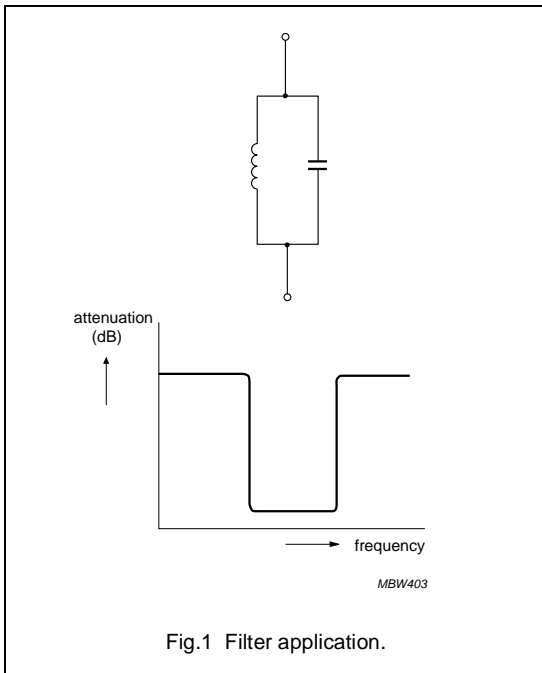 attenuation
(dB)
frequency
MBW403
Fig.1 Filter application.